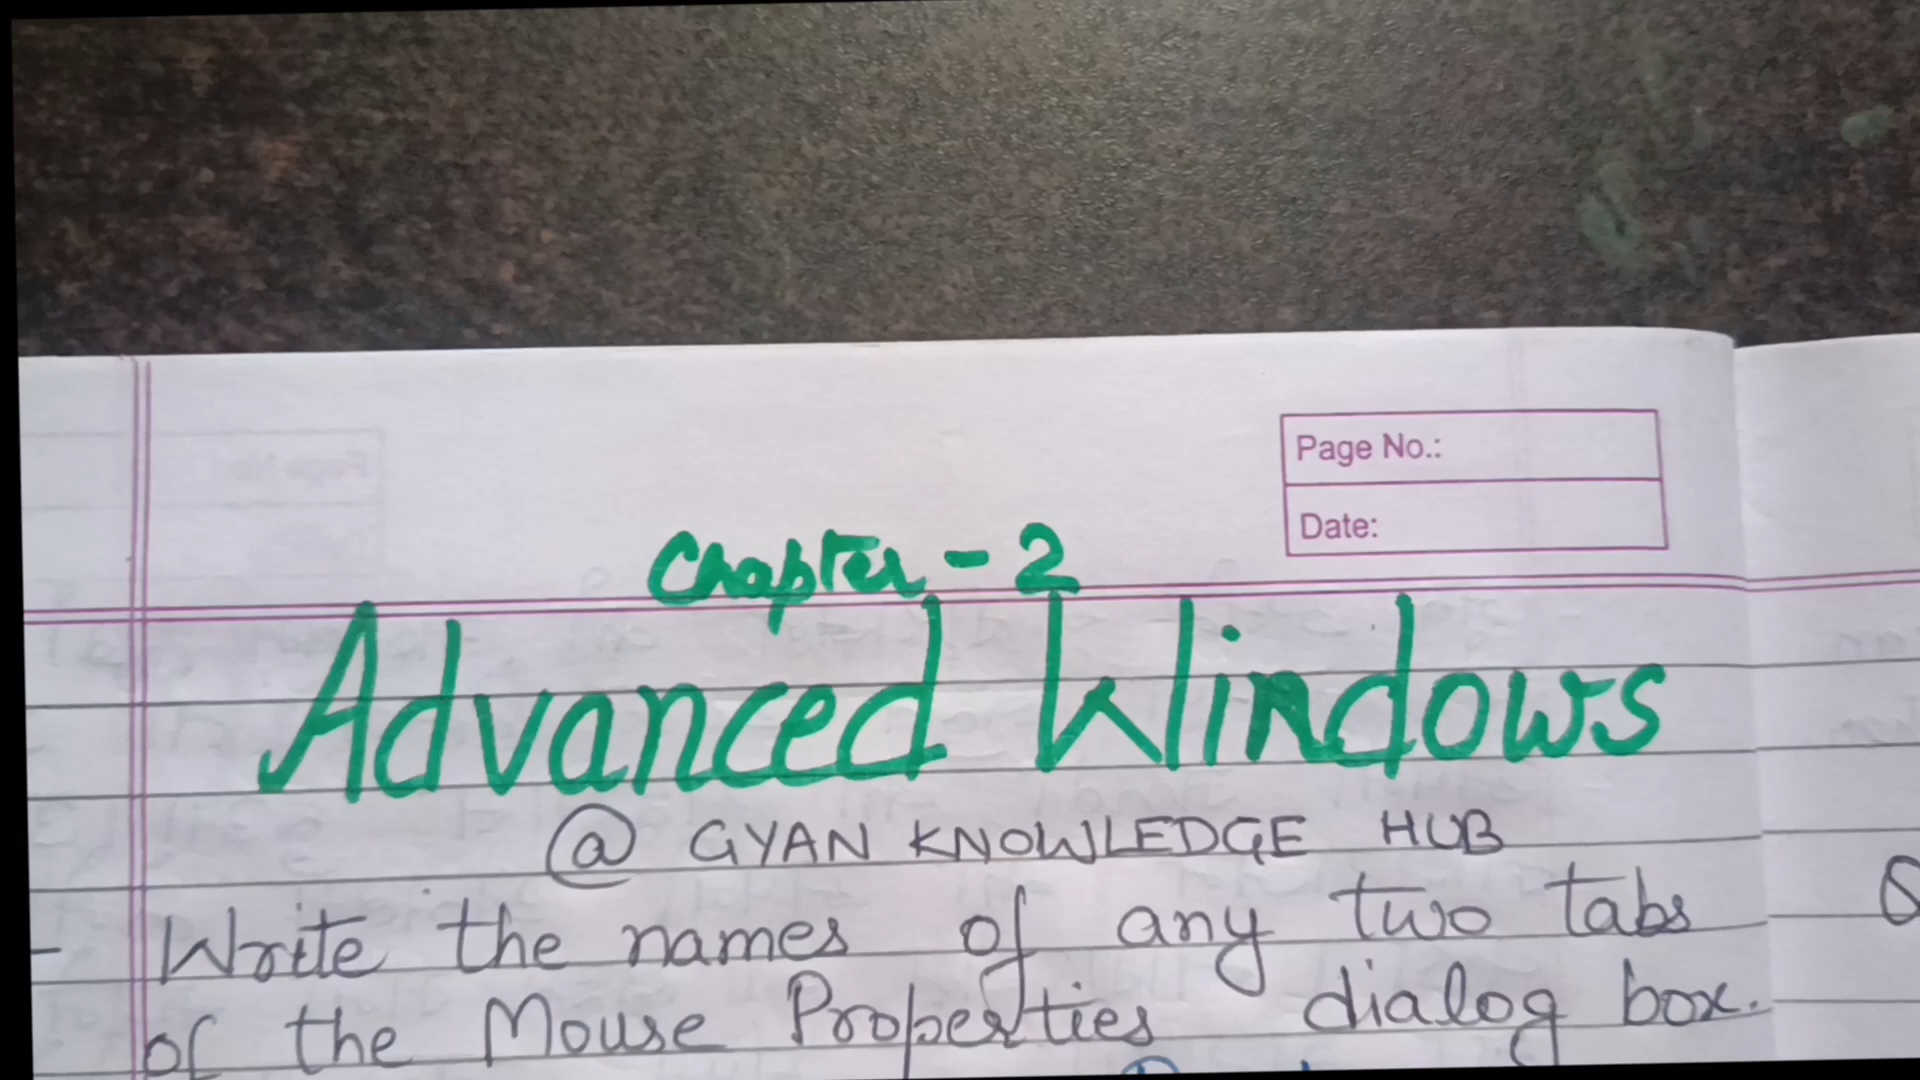 Page No.:
Date:
Chapter - 2
Advanced Windows
@ GYAN KNOWLEDGE HUB
- Write the names of any two tabs
of the Mouse Properties dialog box.